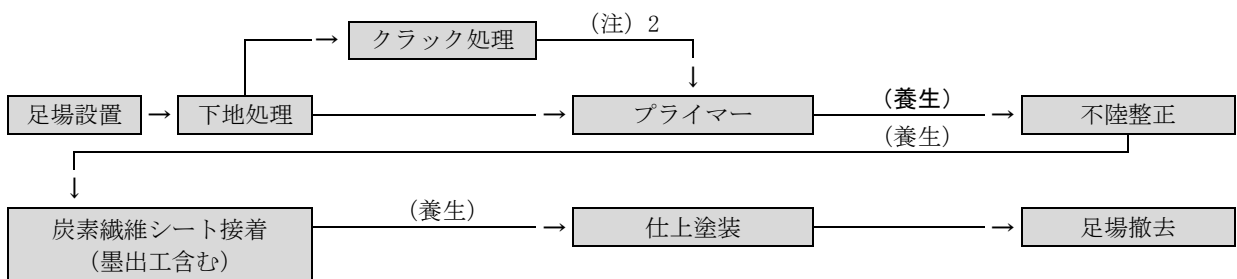 クラック処理
(注) 2
足場設置
下地処理
プライマー
(養生)
不陸整正
(養生)
炭素繊維シート接着
(墨出工含む)
(養生)
仕上塗装
足場撤去